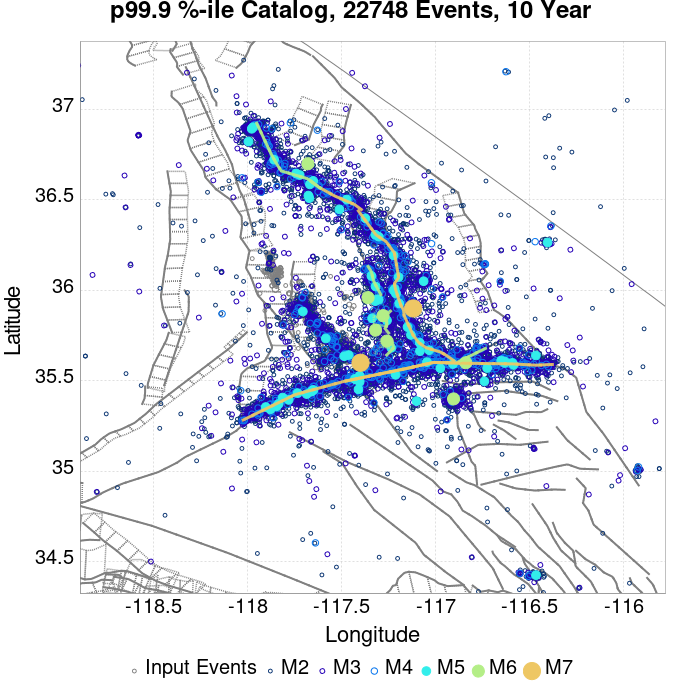 p99.9 %-ile Catalog, 22748 Events, 10 Year
37
36.5
36
35.5
35
34.5
Latitude
-118.5 -118 -117.5 -117 -116.5 -116
Longitude
Input Events M2 M3 M4 M5 M6 M7